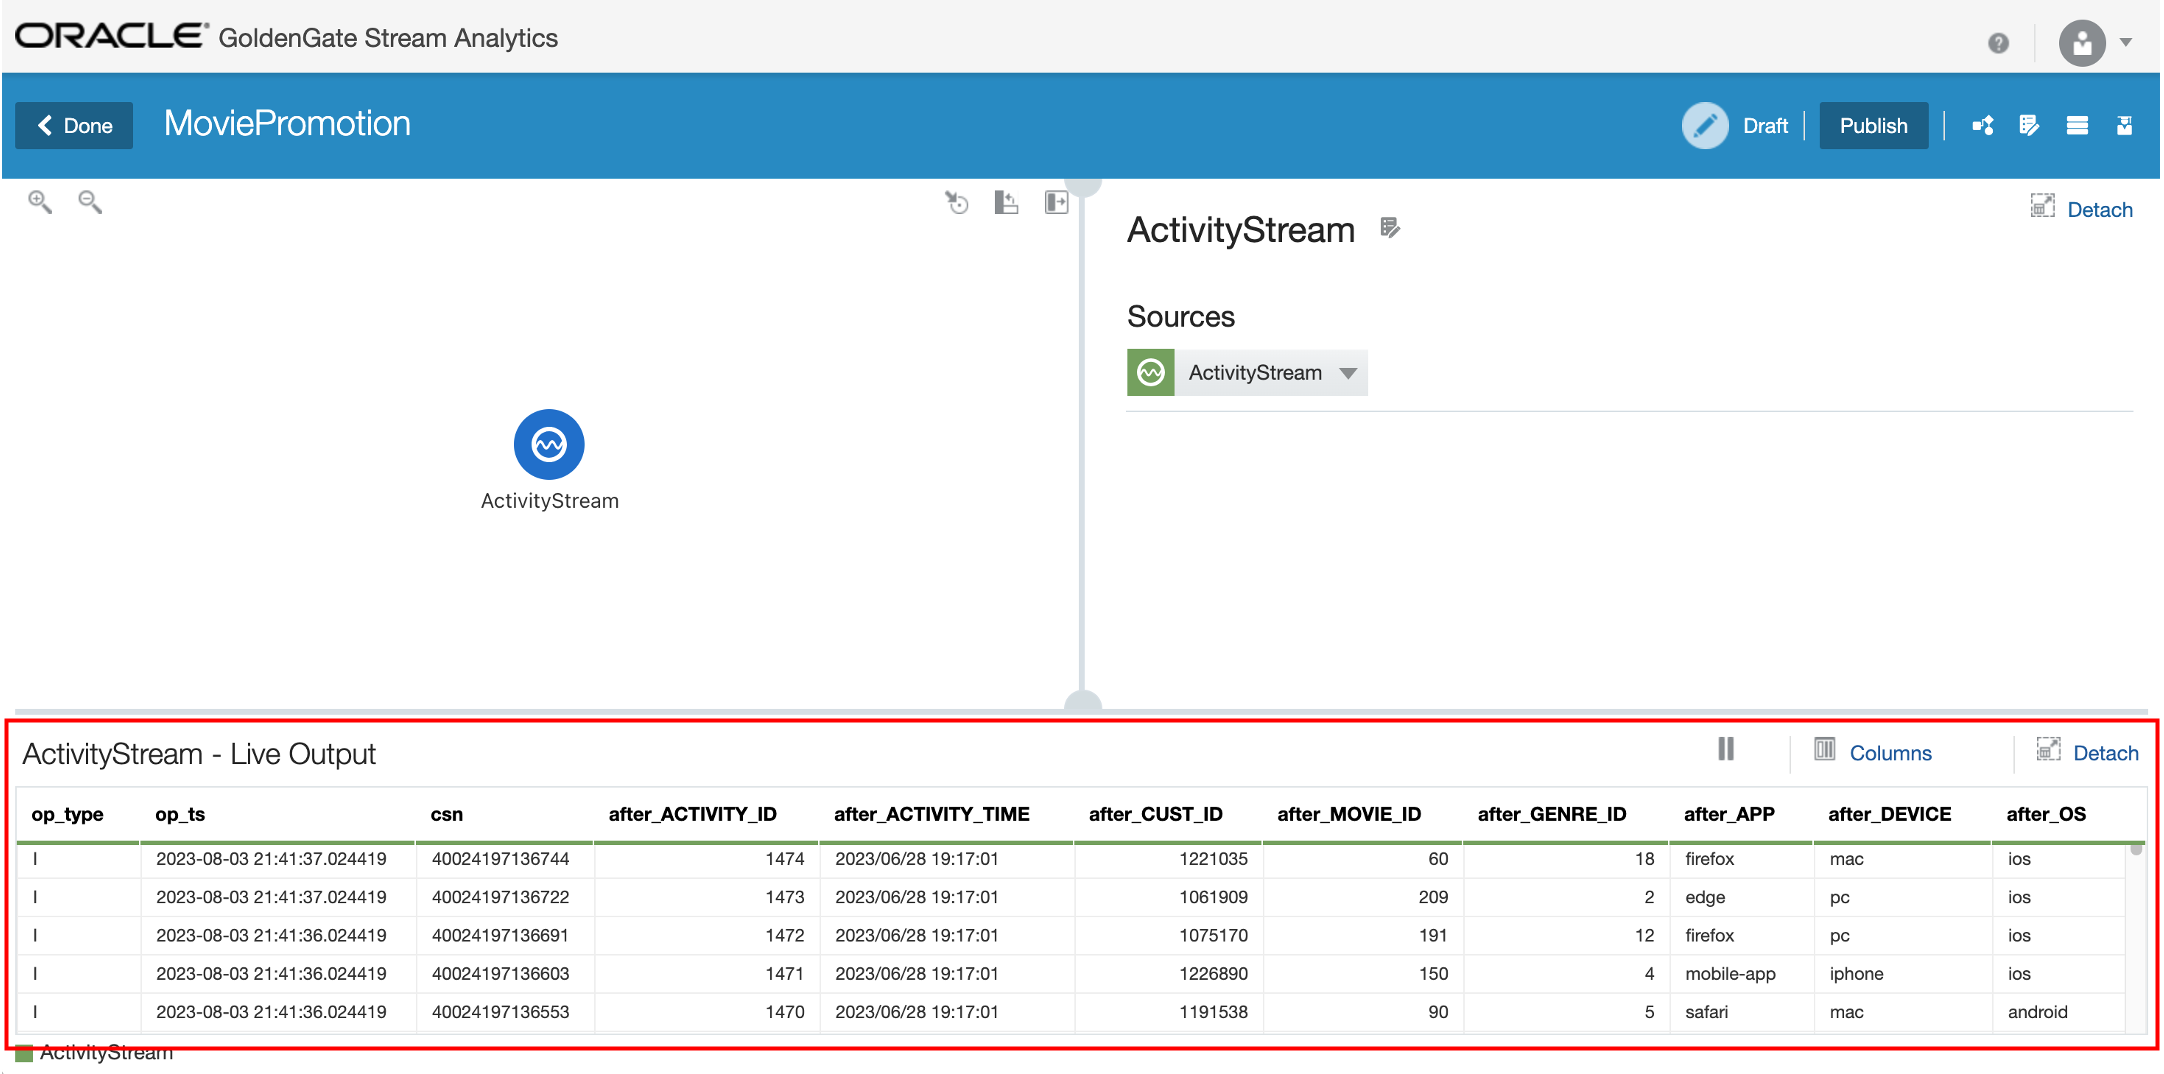 ORACLE® GoldenGate Stream Analytics
?
Done MoviePromotion Draft Publish
Detach
ActivityStream
Sources
ActivityStream
ActivityStream
ActivityStream - Live Output Columns Detach
op_type op_ts csn after_ACTIVITY_ID after_ACTIVITY_TIME after_CUST_ID after_MOVIE_ID after_GENRE_ID after_APP after_DEVICE after_OS
I 2023-08-03 21:41:37.024419 40024197136744 1474 2023/06/28 19:17:01 1221035 60 18 firefox mac ios
I 2023-08-03 21:41:37.024419 40024197136722 1473 2023/06/28 19:17:01 1061909 209 2 edge pc ios
I 2023-08-03 21:41:36.024419 40024197136691 1472 2023/06/28 19:17:01 1075170 191 12 firefox pc ios
I 2023-08-03 21:41:36.024419 40024197136603 1471 2023/06/28 19:17:01 1226890 150 4 mobile-app iphone ios
I 2023-08-03 21:41:36.024419 40024197136553 1470 2023/06/28 19:17:01 1191538 90 5 safari mac android
ActivityStream